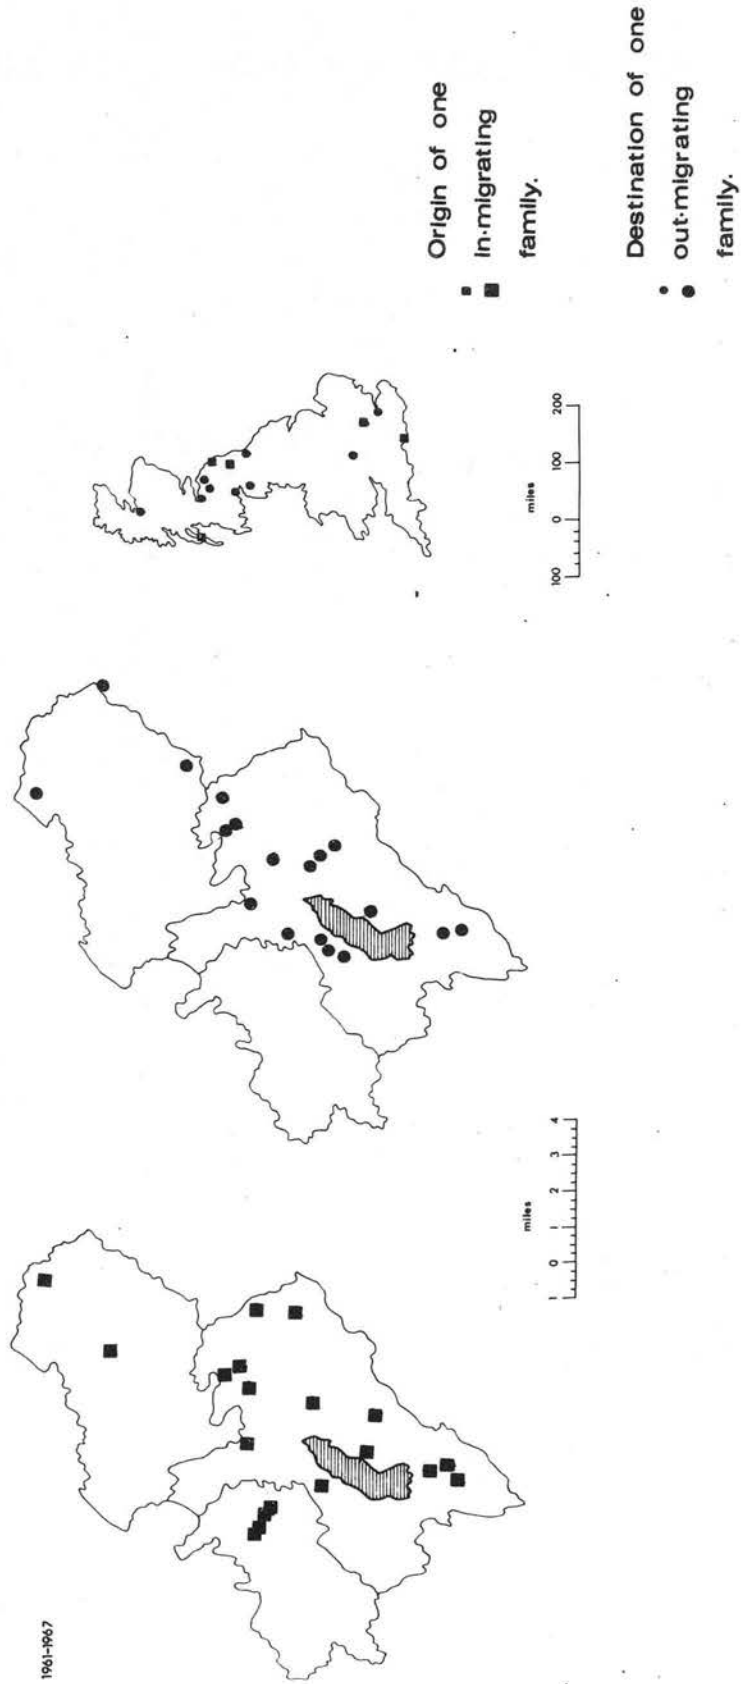 1961-1967
miles
1 0 1 2 3 4
miles
100 0 100 200
Origin of one
in-migrating
family.
Destination of one
out-migrating
family.